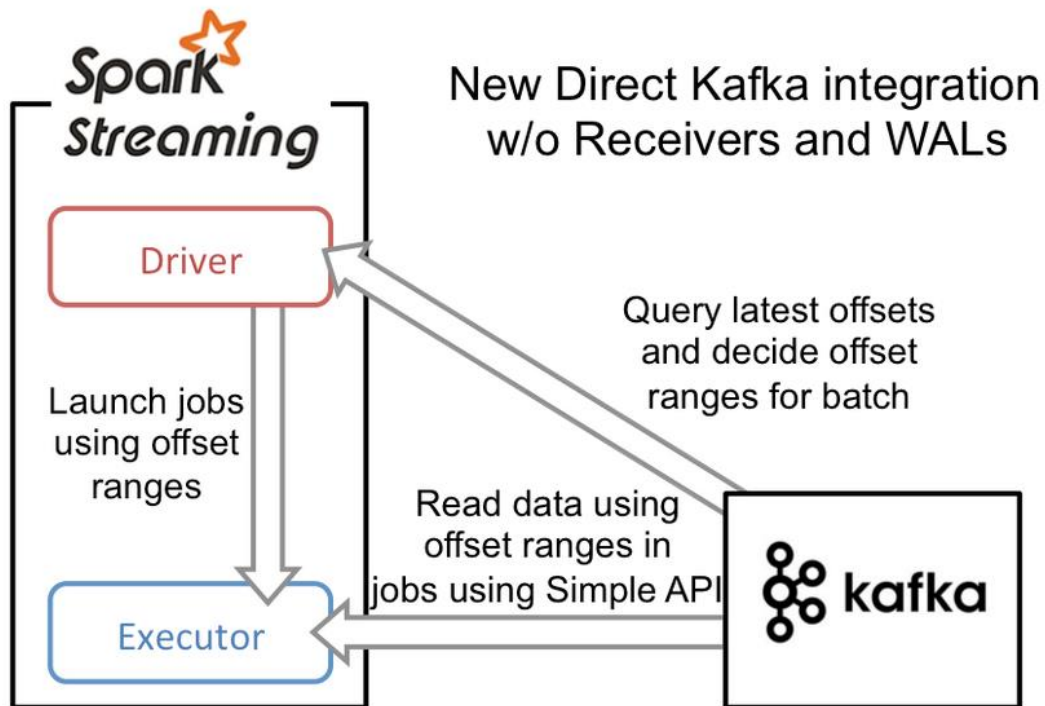 Spark
Streaming
New Direct Kafka integration
w/o Receivers and WALs
Driver
Query latest offsets
and decide offset
ranges for batch
Launch jobs
using offset
ranges
Read data using
offset ranges in
jobs using Simple API
kafka
Executor